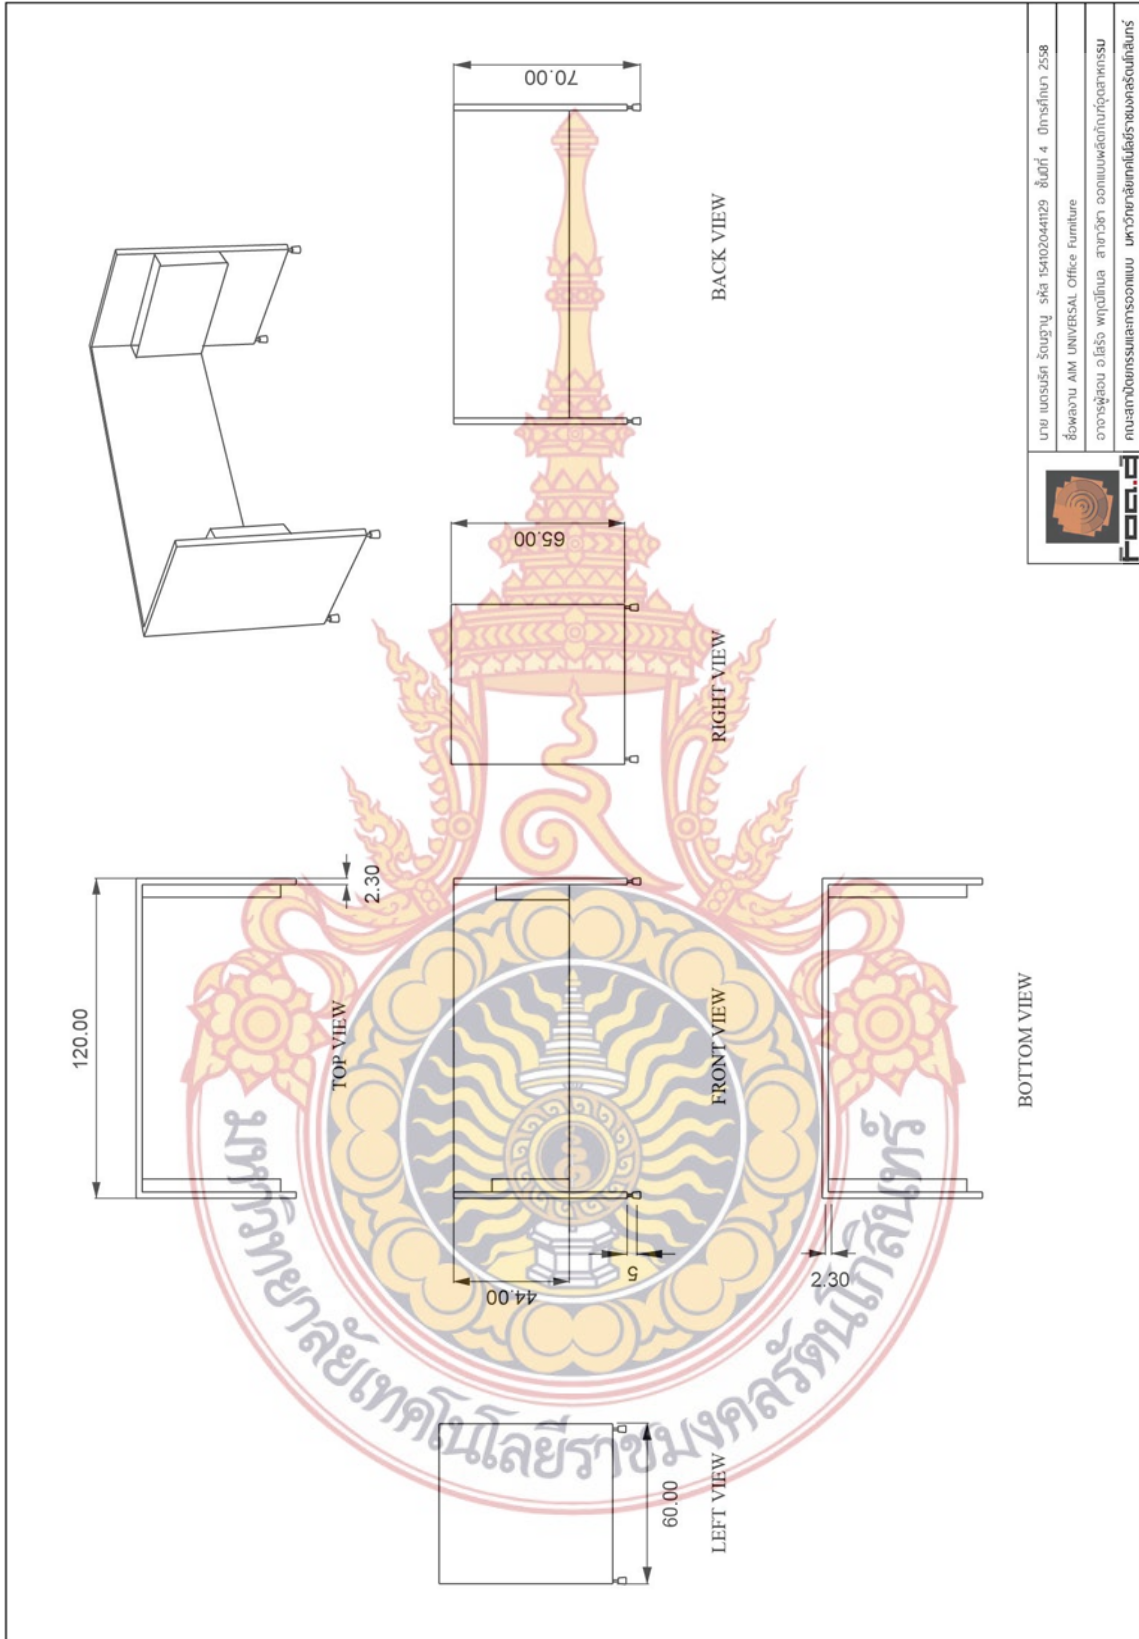 120.00
2.30
TOP VIEW
60.00
LEFT VIEW
44.00
5
FRONT VIEW
65.00
RIGHT VIEW
70.00
BACK VIEW
2.30
BOTTOM VIEW
มหาวิทยาลัยเทคโนโลยีราชมงคลรัตนโกสินทร์
นาย เนตรนริศ รัตนฐานู รหัส 1541020441129 ชั้นปีที่ 4 ปีการศึกษา 2558
ชื่อผลงาน AIM UNIVERSAL Office Furniture
อาจารผู้สอน อ.โสรัจ พฤฒิโกมล สาขาวิชา ออกแบบผลิตภัณฑ์อุตสาหกรรม
คณะสถาปัตยกรรมและการออกแบบ มหาวิทยาลัยเทคโนโลยีราชมงคลรัตนโกสินทร์